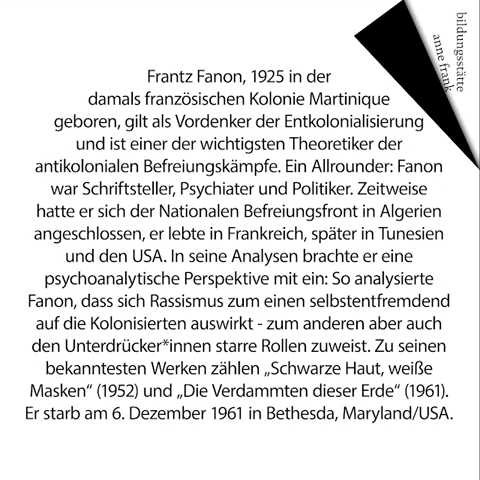 bildungsstätte
anne frank
Frantz Fanon, 1925 in der
damals französischen Kolonie Martinique
geboren, gilt als Vordenker der Entkolonialisierung
und ist einer der wichtigsten Theoretiker der
antikolonialen Befreiungskämpfe. Ein Allrounder: Fanon
war Schriftsteller, Psychiater und Politiker. Zeitweise
hatte er sich der Nationalen Befreiungsfront in Algerien
angeschlossen, er lebte in Frankreich, später in Tunesien
und den USA. In seine Analysen brachte er eine
psychoanalytische Perspektive mit ein: So analysierte
Fanon, dass sich Rassismus zum einen selbstentfremdend
auf die Kolonisierten auswirkt - zum anderen aber auch
den Unterdrücker*innen starre Rollen zuweist. Zu seinen
bekanntesten Werken zählen „Schwarze Haut, weiße
Masken“ (1952) und „Die Verdammten dieser Erde“ (1961).
Er starb am 6. Dezember 1961 in Bethesda, Maryland/USA.